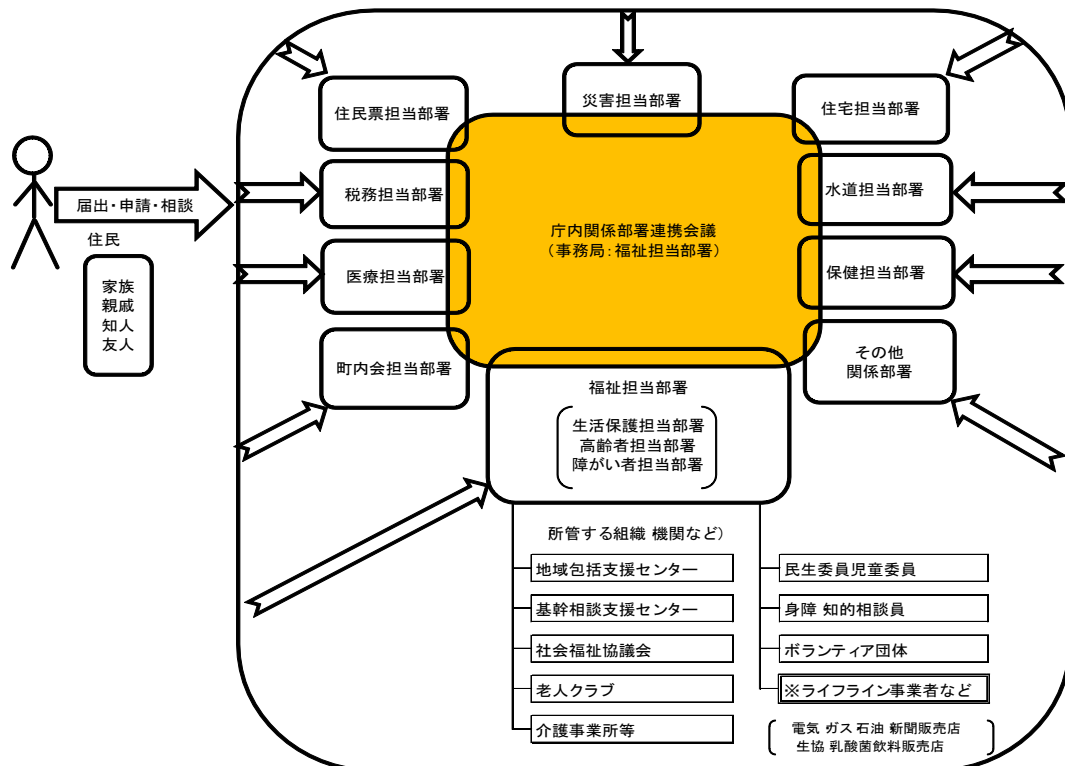 災害担当部署
住民票担当部署
住宅担当部署
税務担当部署
水道担当部署
届出・申請・相談
住民
家族
親戚
知人
友人
庁内関係部署連携会議
（事務局：福祉担当部署）
医療担当部署
保健担当部署
町内会担当部署
その他
関係部署
福祉担当部署
生活保護担当部署
高齢者担当部署
障がい者担当部署
所管する組織 機関など）
地域包括支援センター
基幹相談支援センター
社会福祉協議会
老人クラブ
介護事業所等
民生委員児童委員
身障 知的相談員
ボランティア団体
※ライフライン事業者など
電気 ガス 石油 新聞販売店
生協 乳酸菌飲料販売店